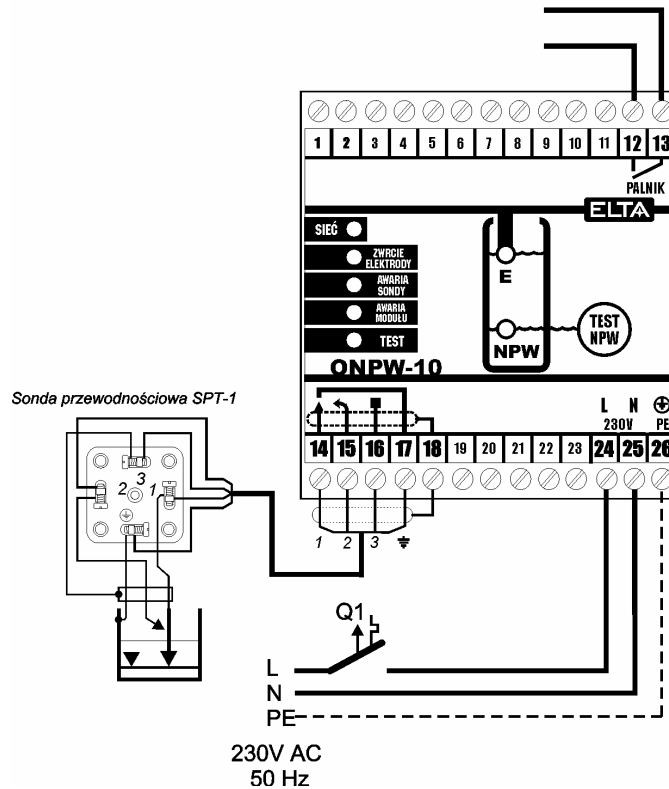 1 2 3 4 5 6 7 8 9 10 11 12 13
PALNIK
ELTA
SIEĆ
ZWRCIE
ELEKTRODY
AWARIA
SONDY
AWARIA
MODUŁU
TEST
E
NPW
TEST
NPW
ONPW-10
L N
230V PE
14 15 16 17 18 19 20 21 22 23 24 25 26
1 2 3
Sonda przewodnościowa SPT-1
3
2 1
Q1
L
N
PE
230V AC
50 Hz